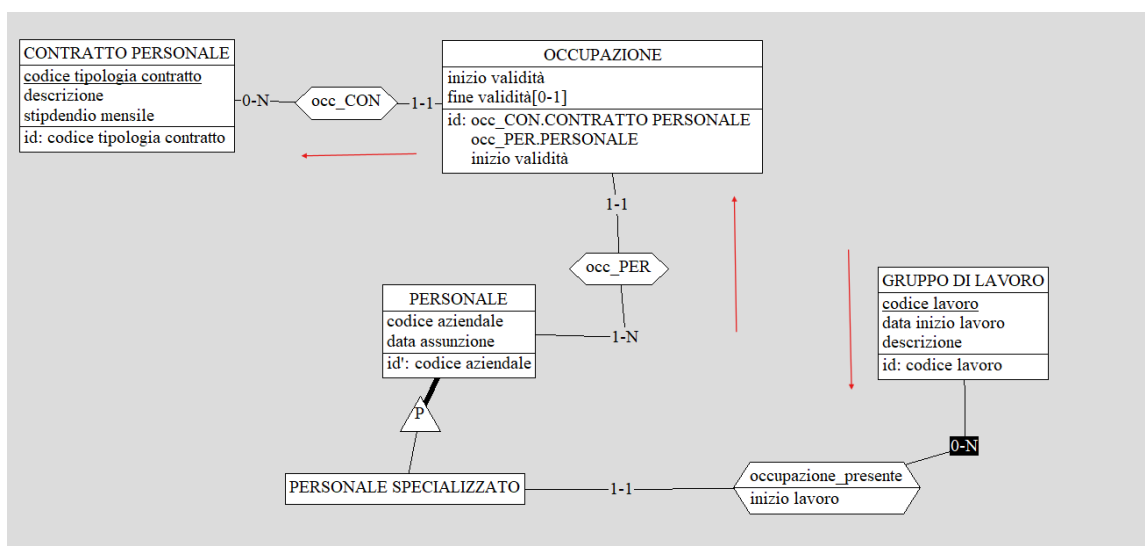 CONTRATTO PERSONALE
codice tipologia contratto
descrizione
stipdendio mensile
id: codice tipologia contratto
0-N
occ_CON
1-1
OCCUPAZIONE
inizio validità
fine validità[0-1]
id: occ_CON.CONTRATTO PERSONALE
occ_PER.PERSONALE
inizio validità
1-1
occ_PER
1-N
PERSONALE
codice aziendale
data assunzione
id': codice aziendale
P
PERSONALE SPECIALIZZATO
1-1
occupazione_presente
inizio lavoro
0-N
GRUPPO DI LAVORO
codice lavoro
data inizio lavoro
descrizione
id: codice lavoro